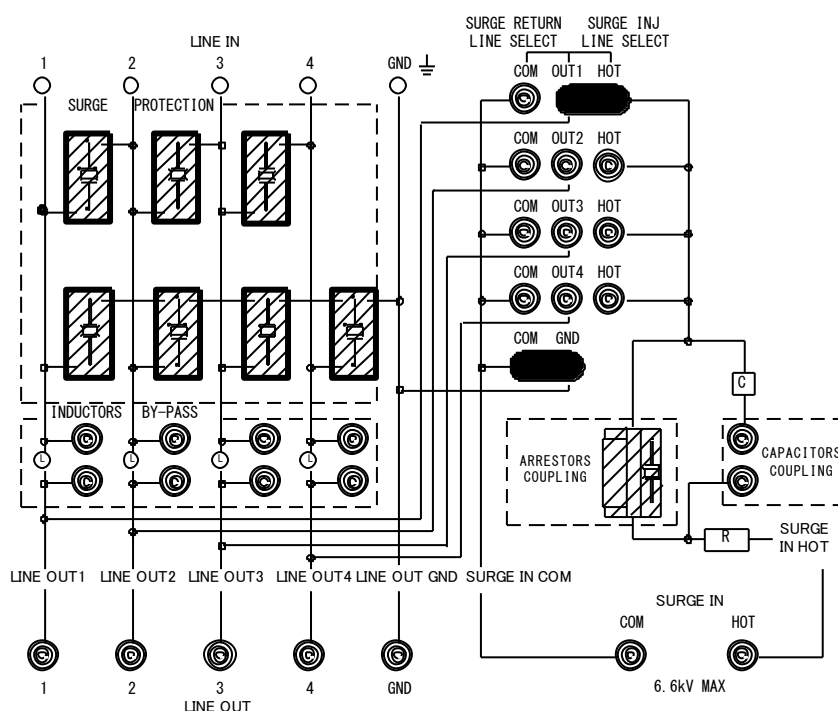 SURGE RETURN SURGE INJ
LINE SELECT LINE SELECT
LINE IN
1 2 3 4 GND
COM OUT1 HOT
SURGE PROTECTION
COM OUT2 HOT
COM OUT3 HOT
COM OUT4 HOT
COM GND
C
INDUCTORS BY-PASS
L L L L
ARRESTORS
COUPLING
CAPACITORS
COUPLING
R
SURGE
IN HOT
LINE OUT1 LINE OUT2 LINE OUT3 LINE OUT4 LINE OUT GND SURGE IN COM
SURGE IN
COM HOT
1 2 3 4 GND
LINE OUT
6.6kV MAX